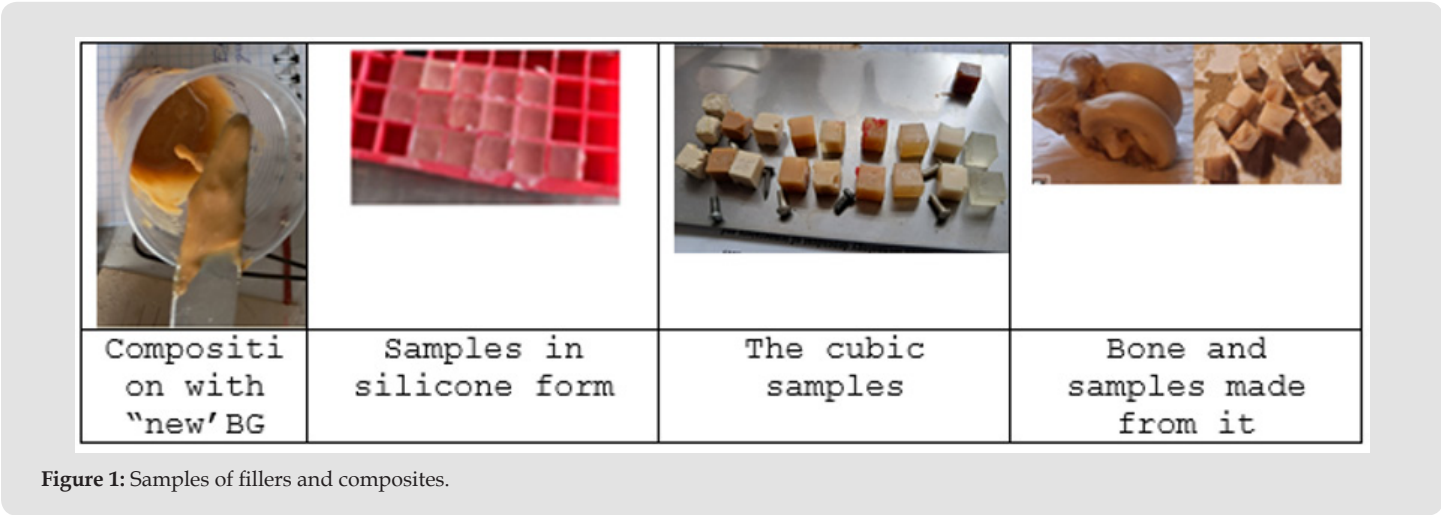 Compositi
on with
“new’BG
Samples in
silicone form
The cubic
samples
Bone and
samples made
from it
Figure 1: Samples of fillers and composites.